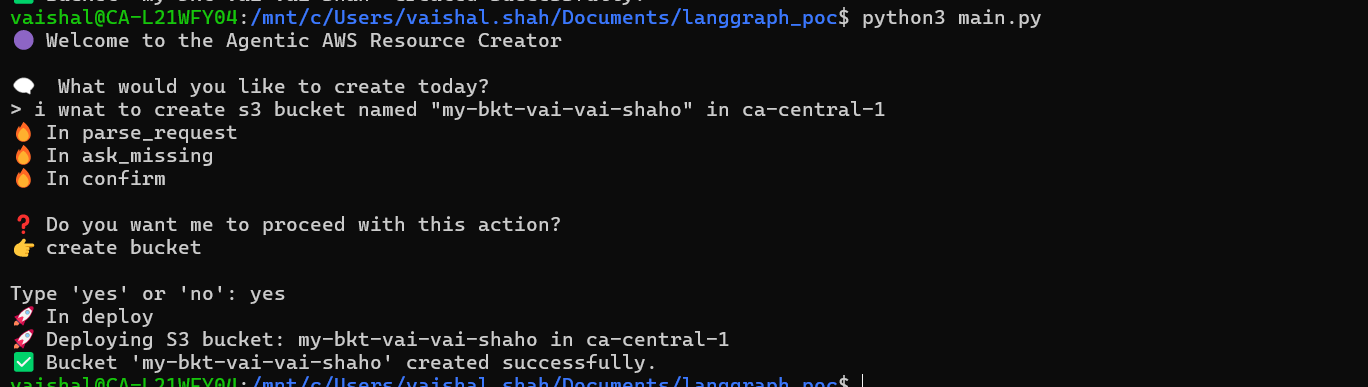 vaishal@CA-L21WFY04:/mnt/c/Users/vaishal.shah/Documents/langgraph_poc$ python3 main.py
🟣 Welcome to the Agentic AWS Resource Creator
🗨️ What would you like to create today?
> i wnat to create s3 bucket named "my-bkt-vai-vai-shaho" in ca-central-1
🔥 In parse_request
🔥 In ask_missing
🔥 In confirm
❓ Do you want me to proceed with this action?
👉 create bucket
Type 'yes' or 'no': yes
🚀 In deploy
🚀 Deploying S3 bucket: my-bkt-vai-vai-shaho in ca-central-1
✅ Bucket 'my-bkt-vai-vai-shaho' created successfully.
vaishal@CA-L21WFY04:/mnt/c/Users/vaishal.shah/Documents/langgraph_poc$